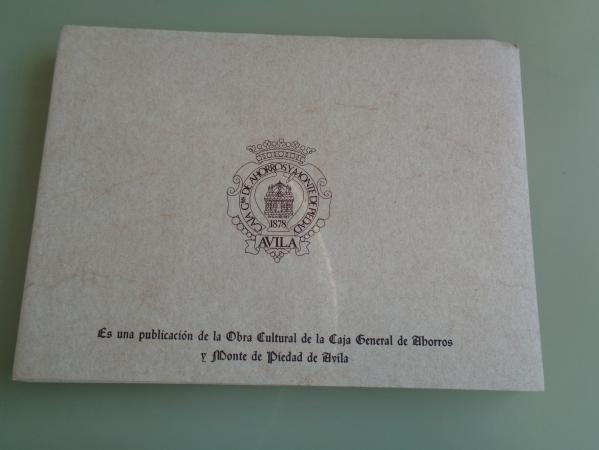 CAJA GRAL DE AHORROS Y MONTE DE PIEDAD
1878
AVILA
Es una publicación de la Obra Cultural de la Caja General de Ahorros
y Monte de Piedad de Avila